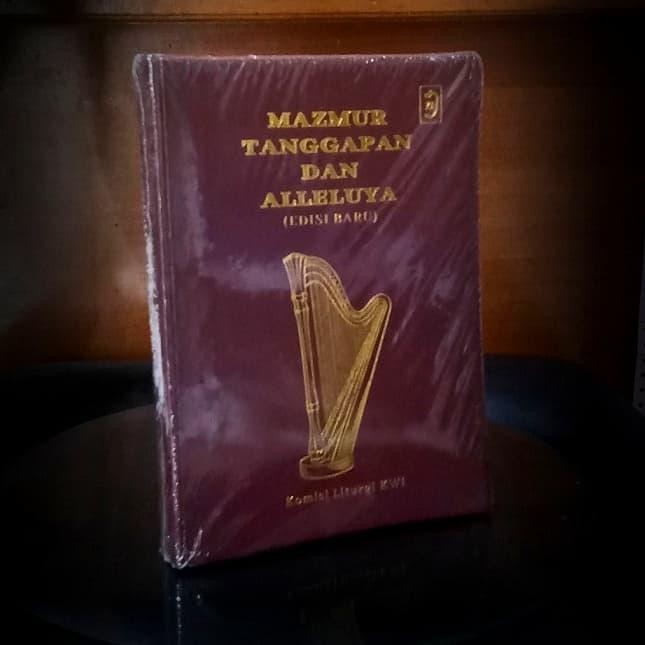 MAZMUR
TANGGAPAN
DAN
ALLELUYA
(EDISI BARU)
Komisi Liturgi KWI